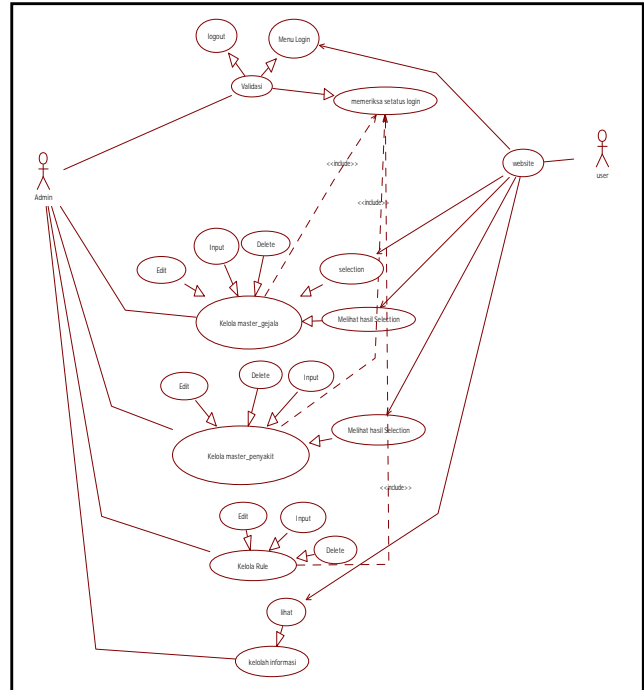 logout
Menu Login
Validasi
memeriksa setatus login
<<include>>
website
user
Admin
<<include>>
Input
Delete
Edit
selection
Kelola master_gejala
Melihat hasil Selection
Edit
Delete
Input
Melihat hasil Selection
Kelola master_penyakit
<<include>>
Edit
Input
Delete
Kelola Rule
lihat
kelolah informasi